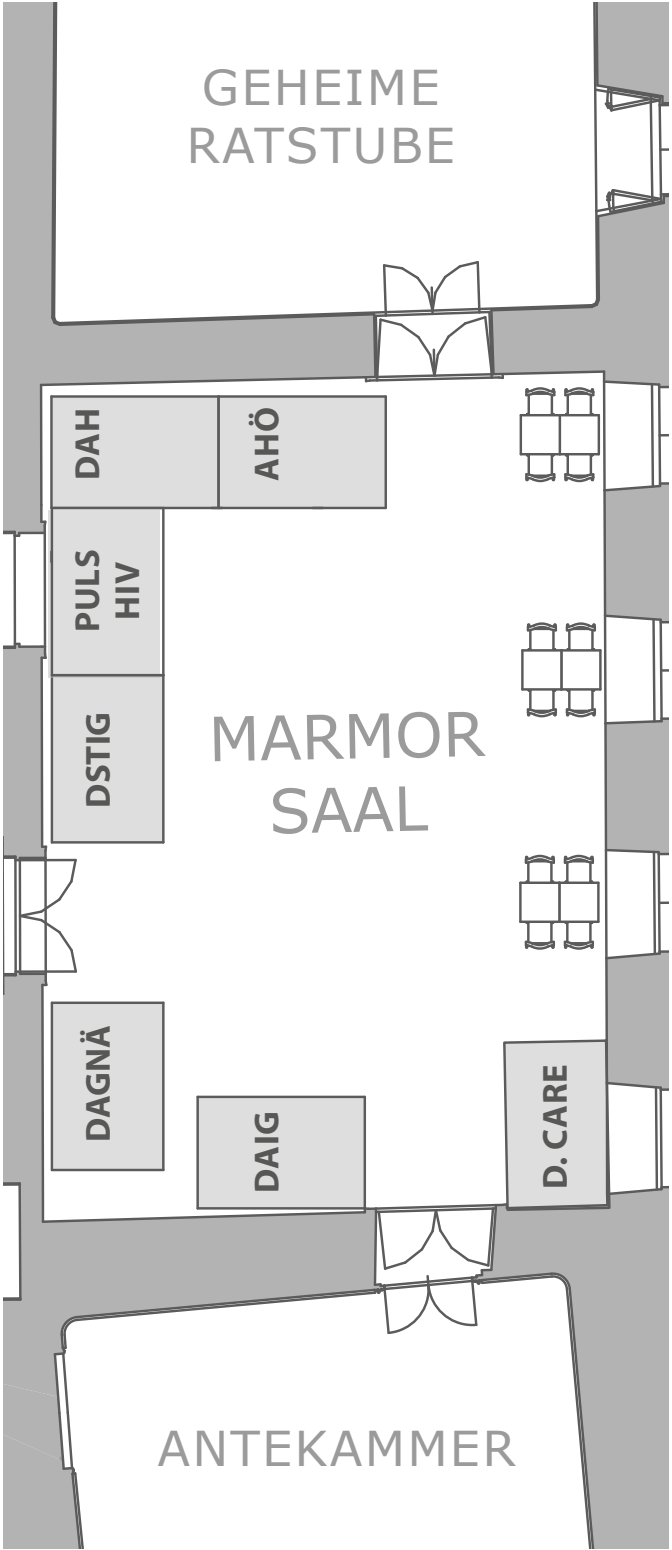 GEHEIME
RATSTUBE
DAH
AHÖ
PULS
HIV
DSTIG
MARMOR
SAAL
DAGNÄ
DAIG
D. CARE
ANTEKAMMER